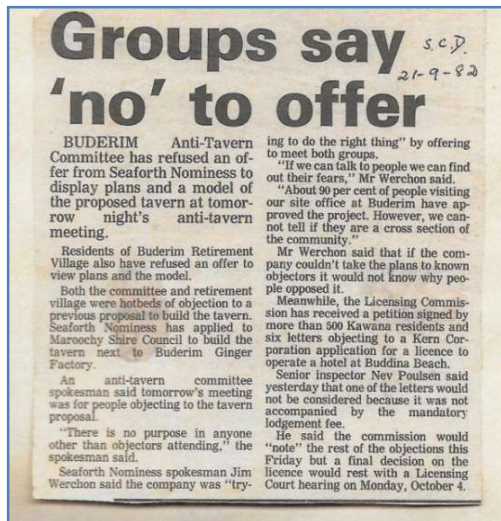 Groups say
'no' to offer
S.C.D.
21-9-82
BUDERIM Anti-Tavern
Committee has refused an of-
fer from Seaforth Nominess to
display plans and a model of
the proposed tavern at tomor-
row night's anti-tavern
meeting.
Residents of Buderim Retirement
Village also have refused an offer to
view plans and the model.
Both the committee and retirement
village were hotbeds of objection to a
previous proposal to build the tavern.
Seaforth Nominess has applied to
Maroochy Shire Council to build the
tavern next to Buderim Ginger
Factory.
An anti-tavern committee
spokesman said tomorrow's meeting
was for people objecting to the tavern
proposal.
"There is no purpose in anyone
other than objectors attending," the
spokesman said.
Seaforth Nominess spokesman Jim
Werchon said the company was "try-
ing to do the right thing" by offering
to meet both groups.
"If we can talk to people we can find
out their fears," Mr Werchon said.
"About 90 per cent of people visiting
our site office at Buderim have ap-
proved the project. However, we can-
not tell if they are a cross section of
the community."
Mr Werchon said that if the com-
pany couldn't take the plans to known
objectors it would not know why peo-
ple opposed it.
Meanwhile, the Licensing Commis-
sion has received a petition signed by
more than 500 Kawana residents and
six letters objecting to a Kern Cor-
poration application for a licence to
operate a hotel at Buddina Beach.
Senior inspector Nev Poulsen said
yesterday that one of the letters would
not be considered because it was not
accompanied by the mandatory
lodgement fee.
He said the commission would
"note" the rest of the objections this
Friday but a final decision on the
licence would rest with a Licensing
Court hearing on Monday, October 4.